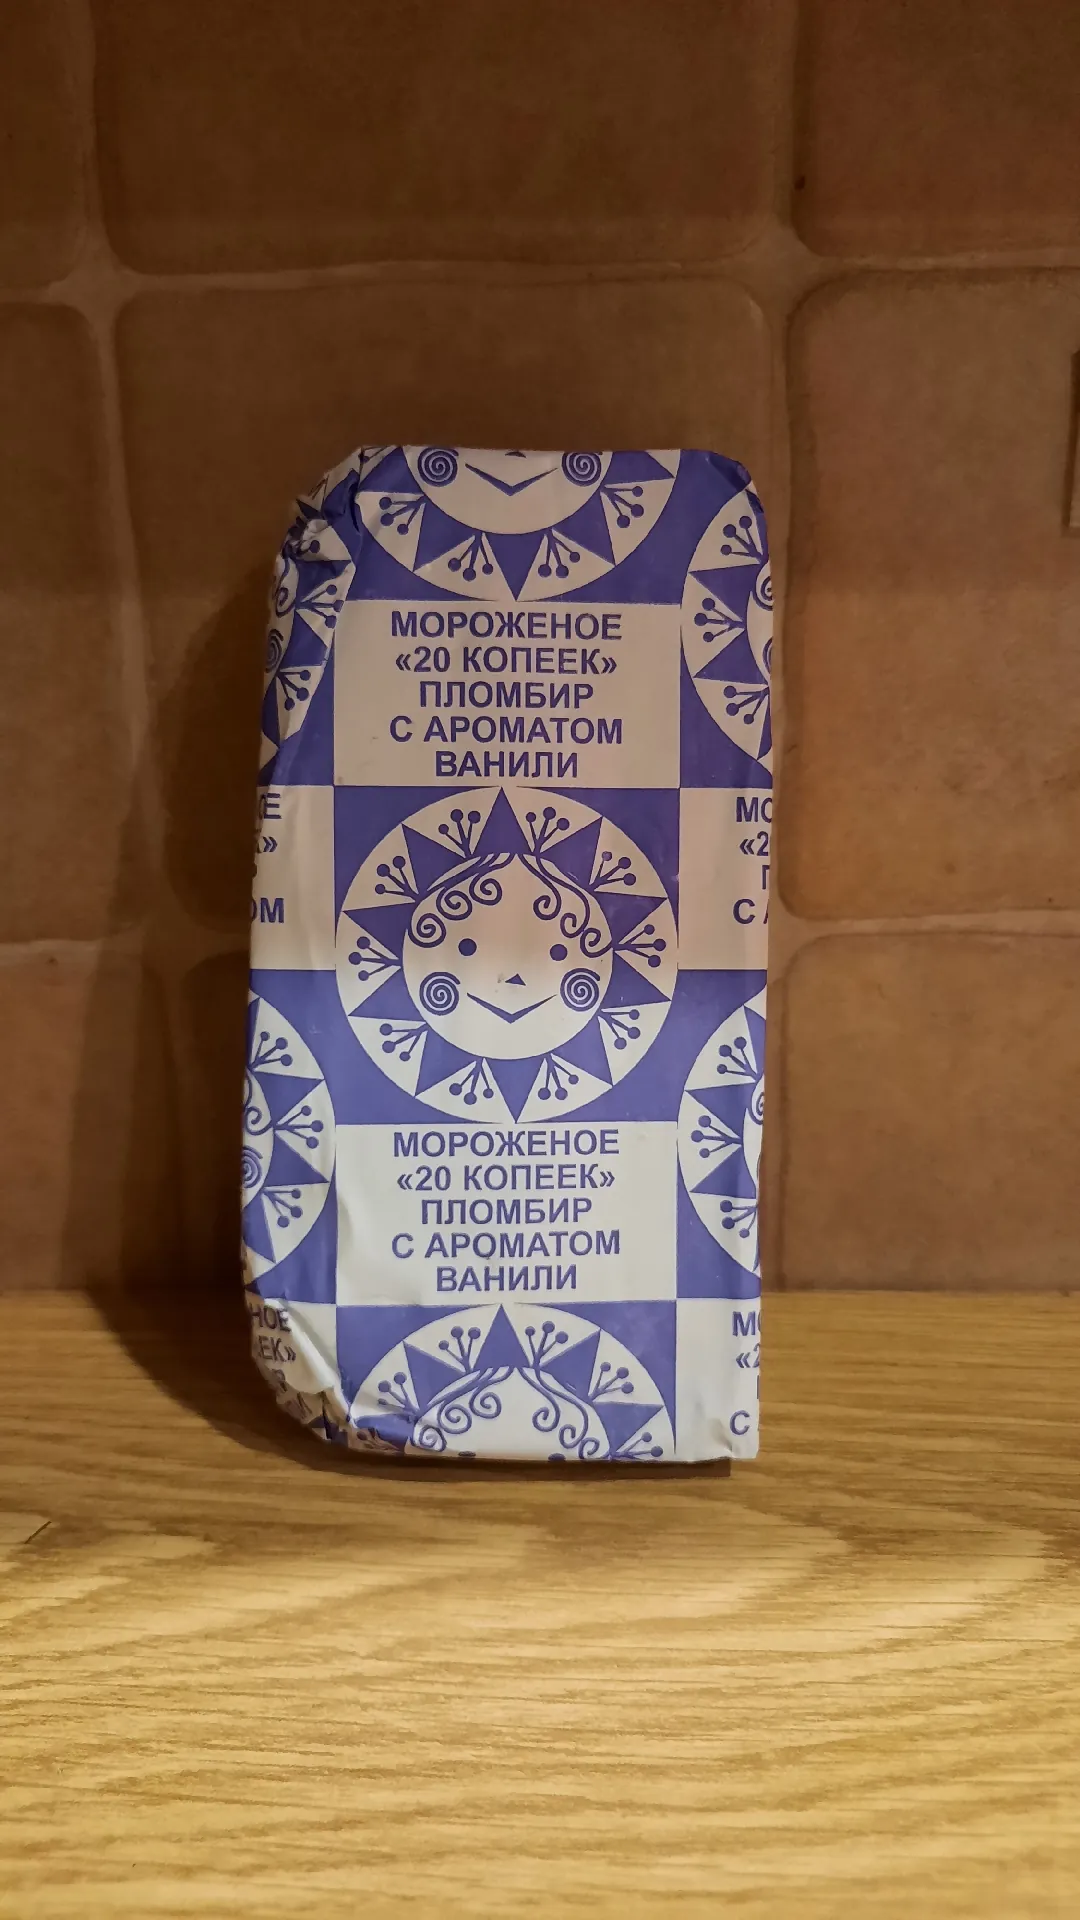 МОРОЖЕНОЕ
«20 КОПЕЕК»
ПЛОМБИР
С АРОМАТОМ
ВАНИЛИ
МОРОЖЕНОЕ
«20 КОПЕЕК»
ПЛОМБИР
С АРОМАТОМ
ВАНИЛИ